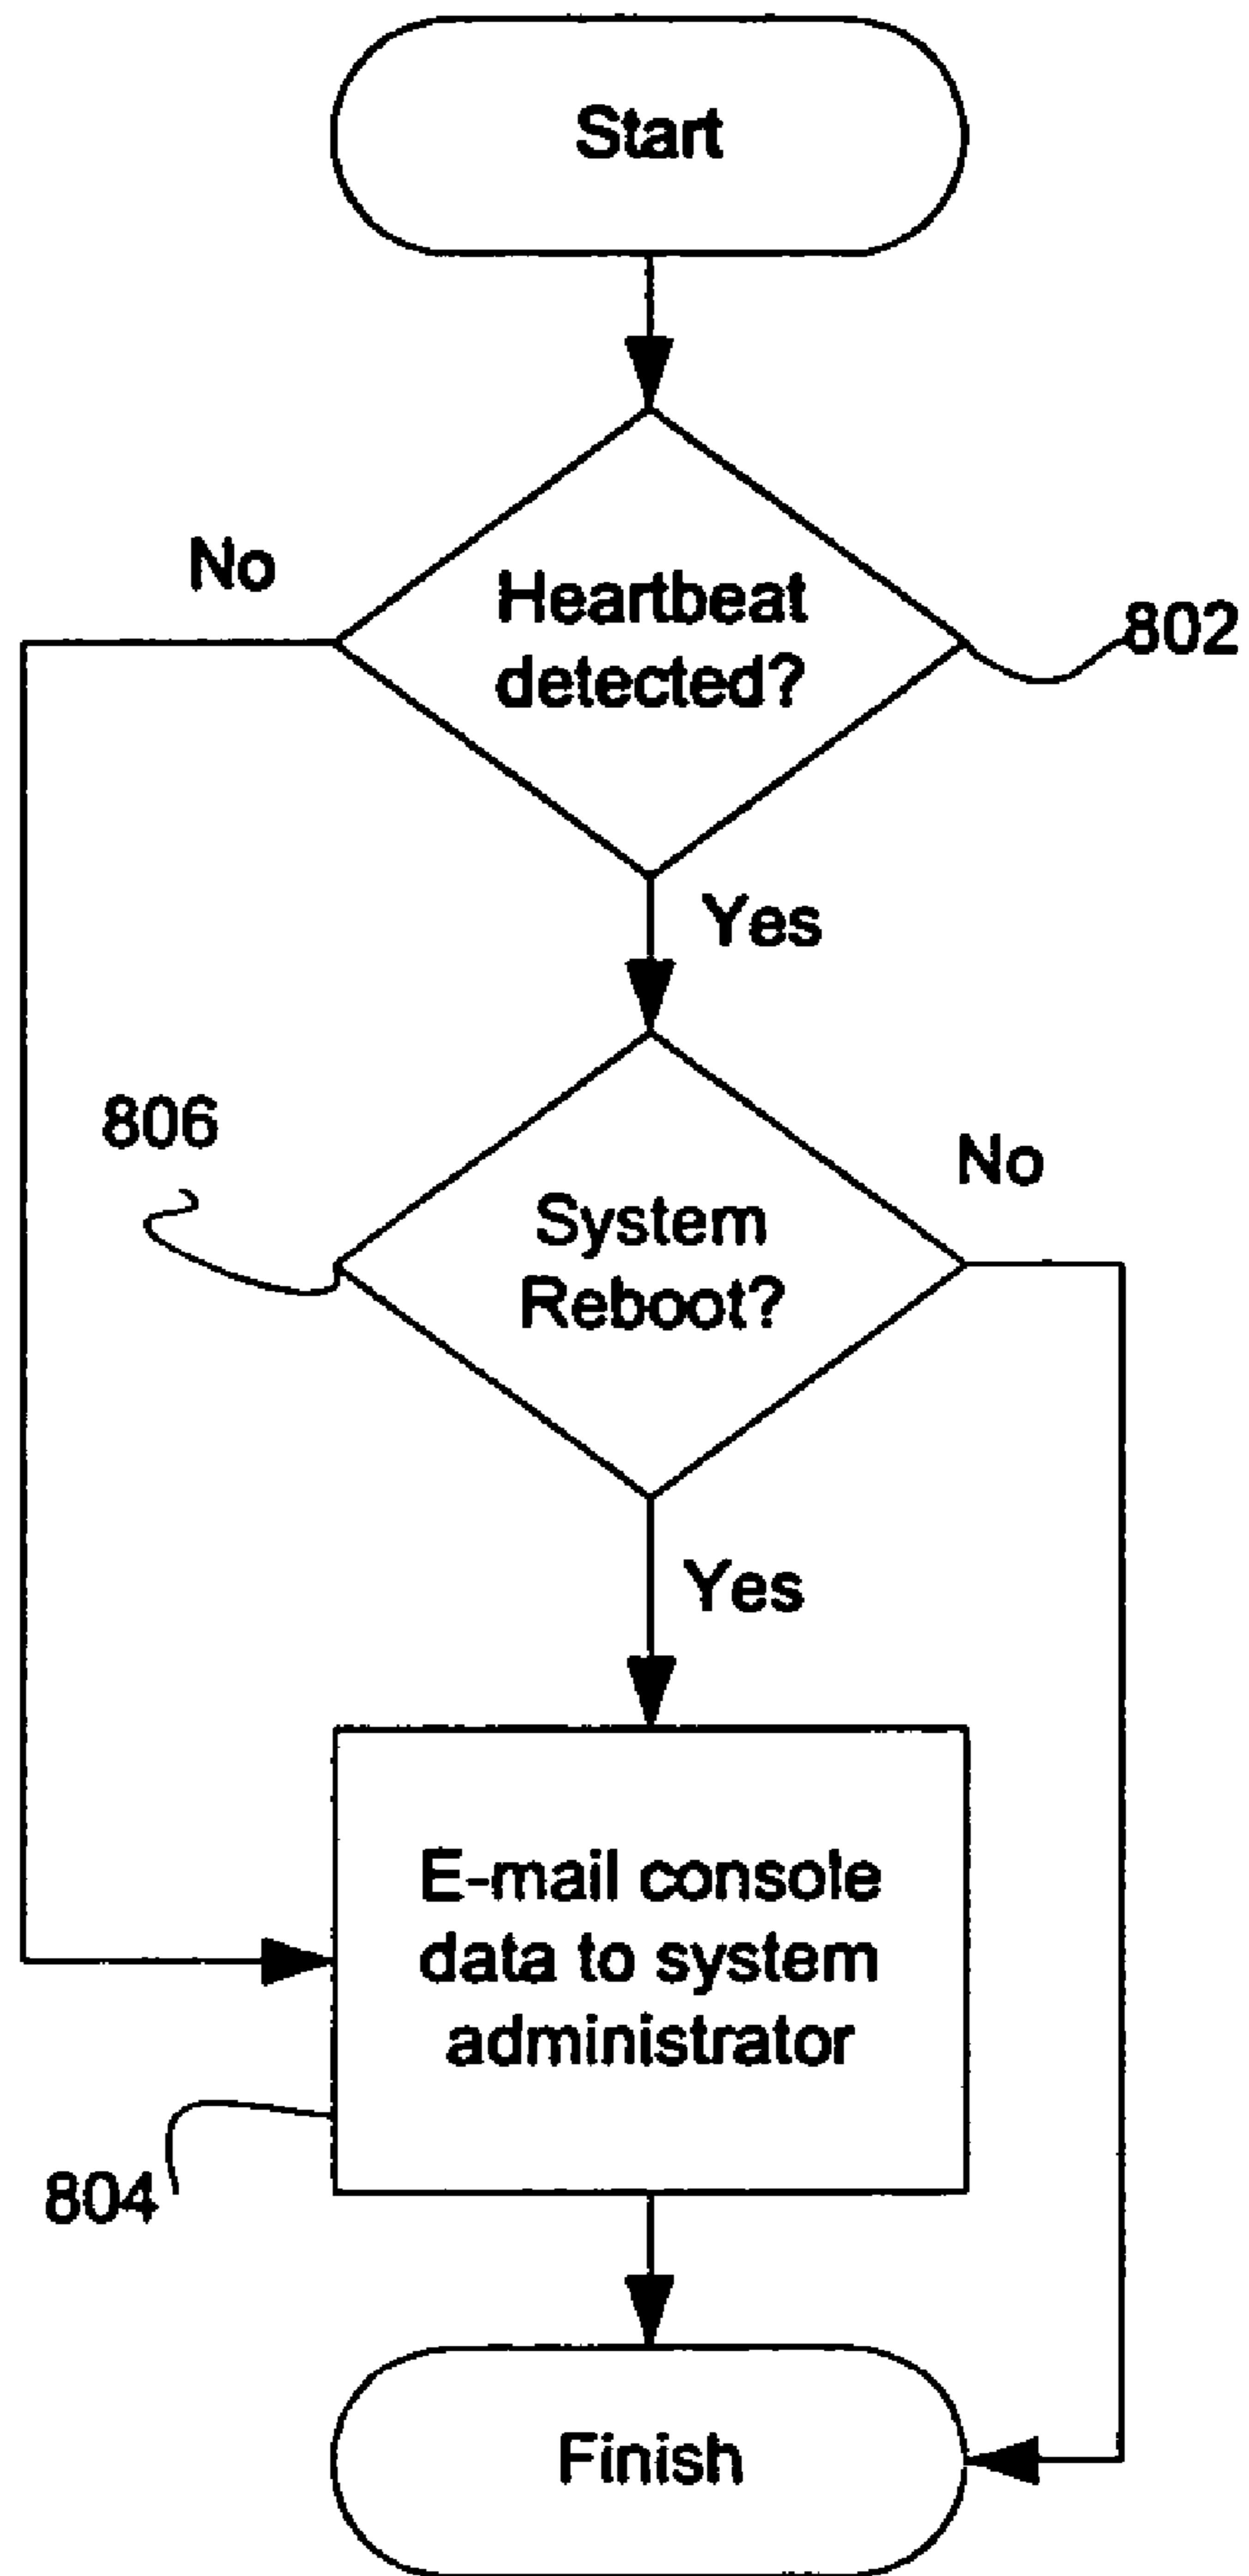 Start
No
Heartbeat
detected?
802
Yes
806
No
System
Reboot?
Yes
E-mail console
data to system
administrator
804
Finish